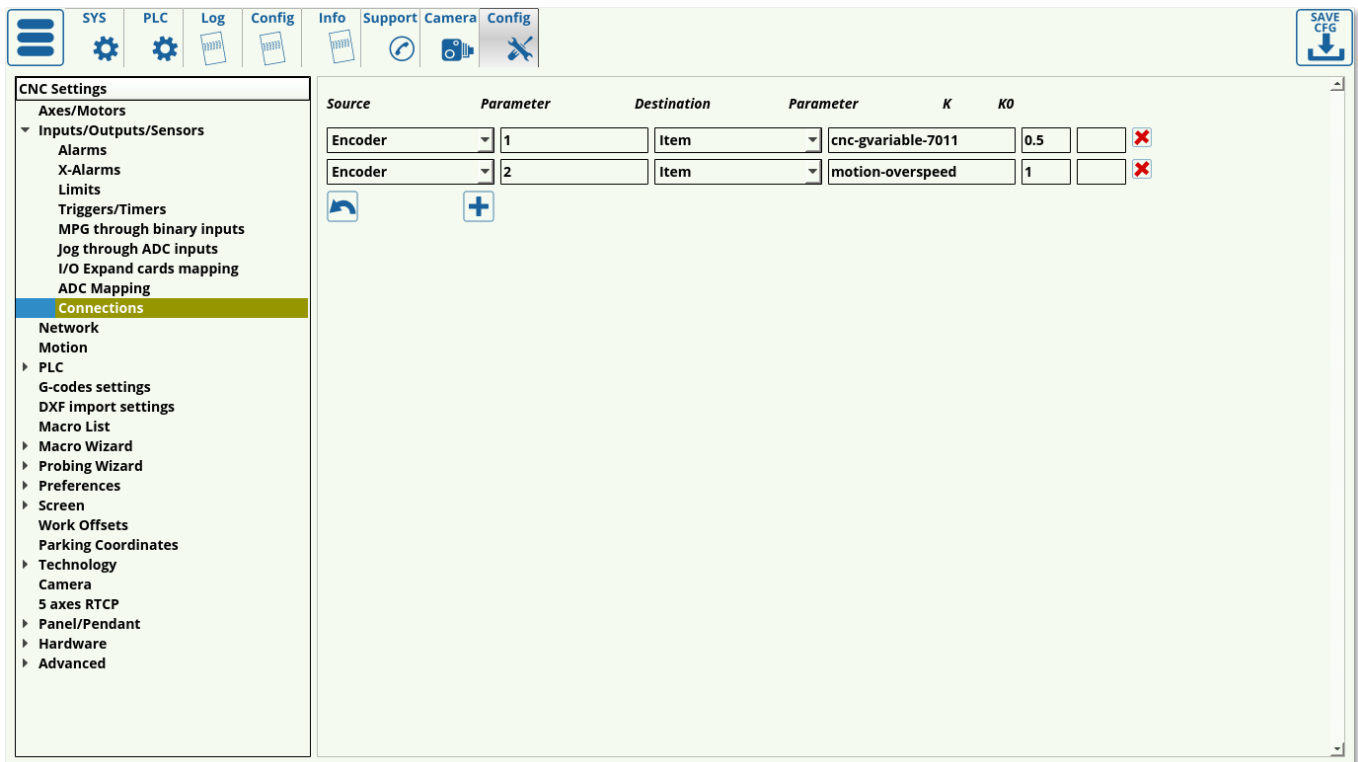 SYS PLC Log Config Info Support Camera Config SAVE CFG
CNC Settings
Axes/Motors
Inputs/Outputs/Sensors
Alarms
X-Alarms
Limits
Triggers/Timers
MPG through binary inputs
Jog through ADC inputs
I/O Expand cards mapping
ADC Mapping
Connections
Network
Motion
PLC
G-codes settings
DXF import settings
Macro List
Macro Wizard
Probing Wizard
Preferences
Screen
Work Offsets
Parking Coordinates
Technology
Camera
5 axes RTCP
Panel/Pendant
Hardware
Advanced
Source Parameter Destination Parameter K K0
Encoder 1 Item cnc-gvariable-7011 0.5
Encoder 2 Item motion-overspeed 1